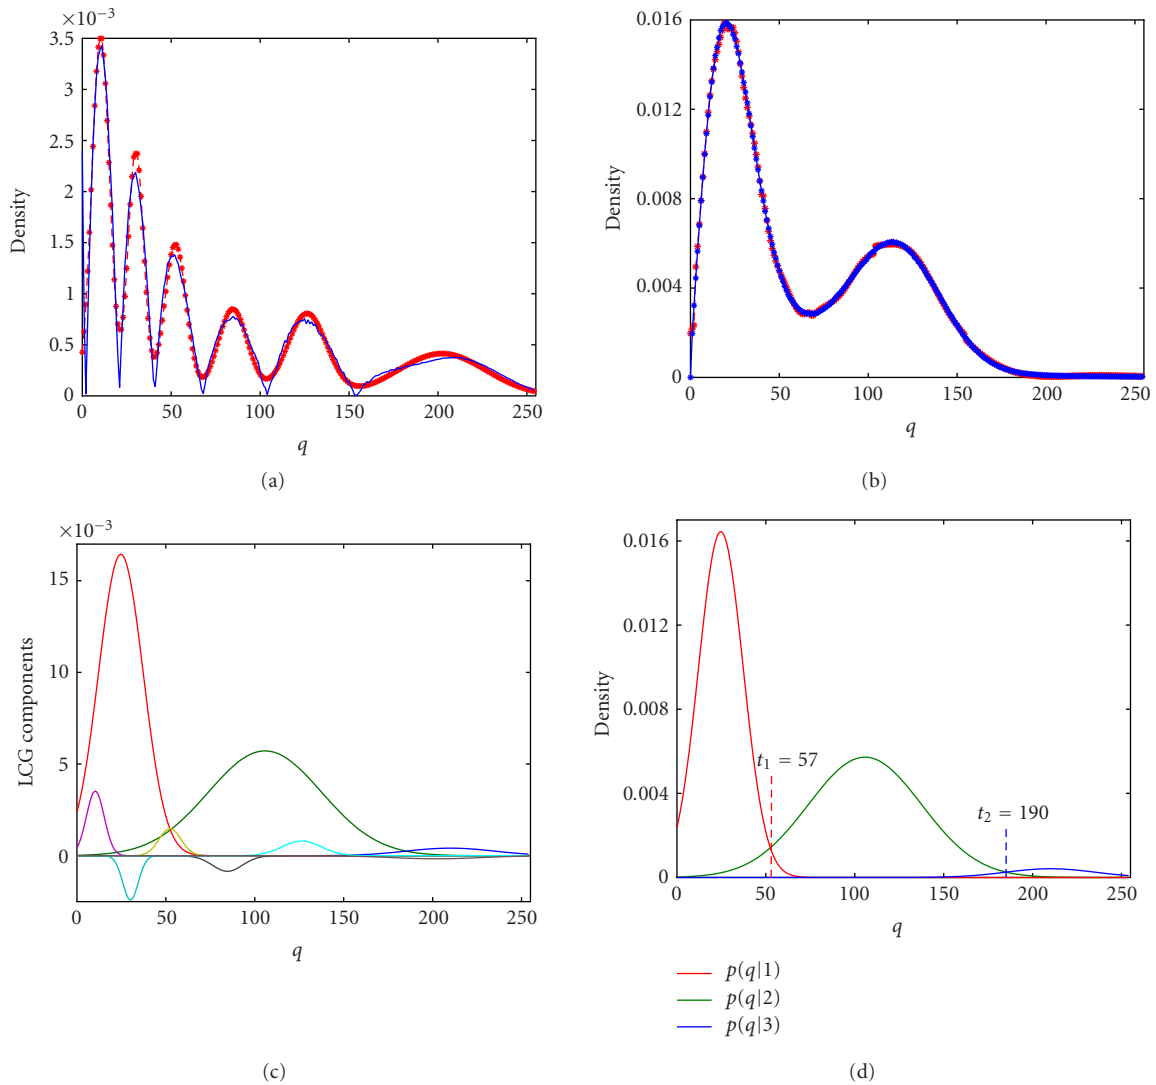 ×10⁻³
3.5
3
2.5
2
1.5
1
0.5
0
Density
0 50 100 150 200 250
q
(a)
0.016
0.012
0.008
0.004
0
Density
0 50 100 150 200 250
q
(b)
×10⁻³
15
10
5
0
LCG components
0 50 100 150 200 250
q
(c)
0.016
0.012
0.008
0.004
0
Density
t₁ = 57
t₂ = 190
0 50 100 150 200 250
q
p(q|1)
p(q|2)
p(q|3)
(d)